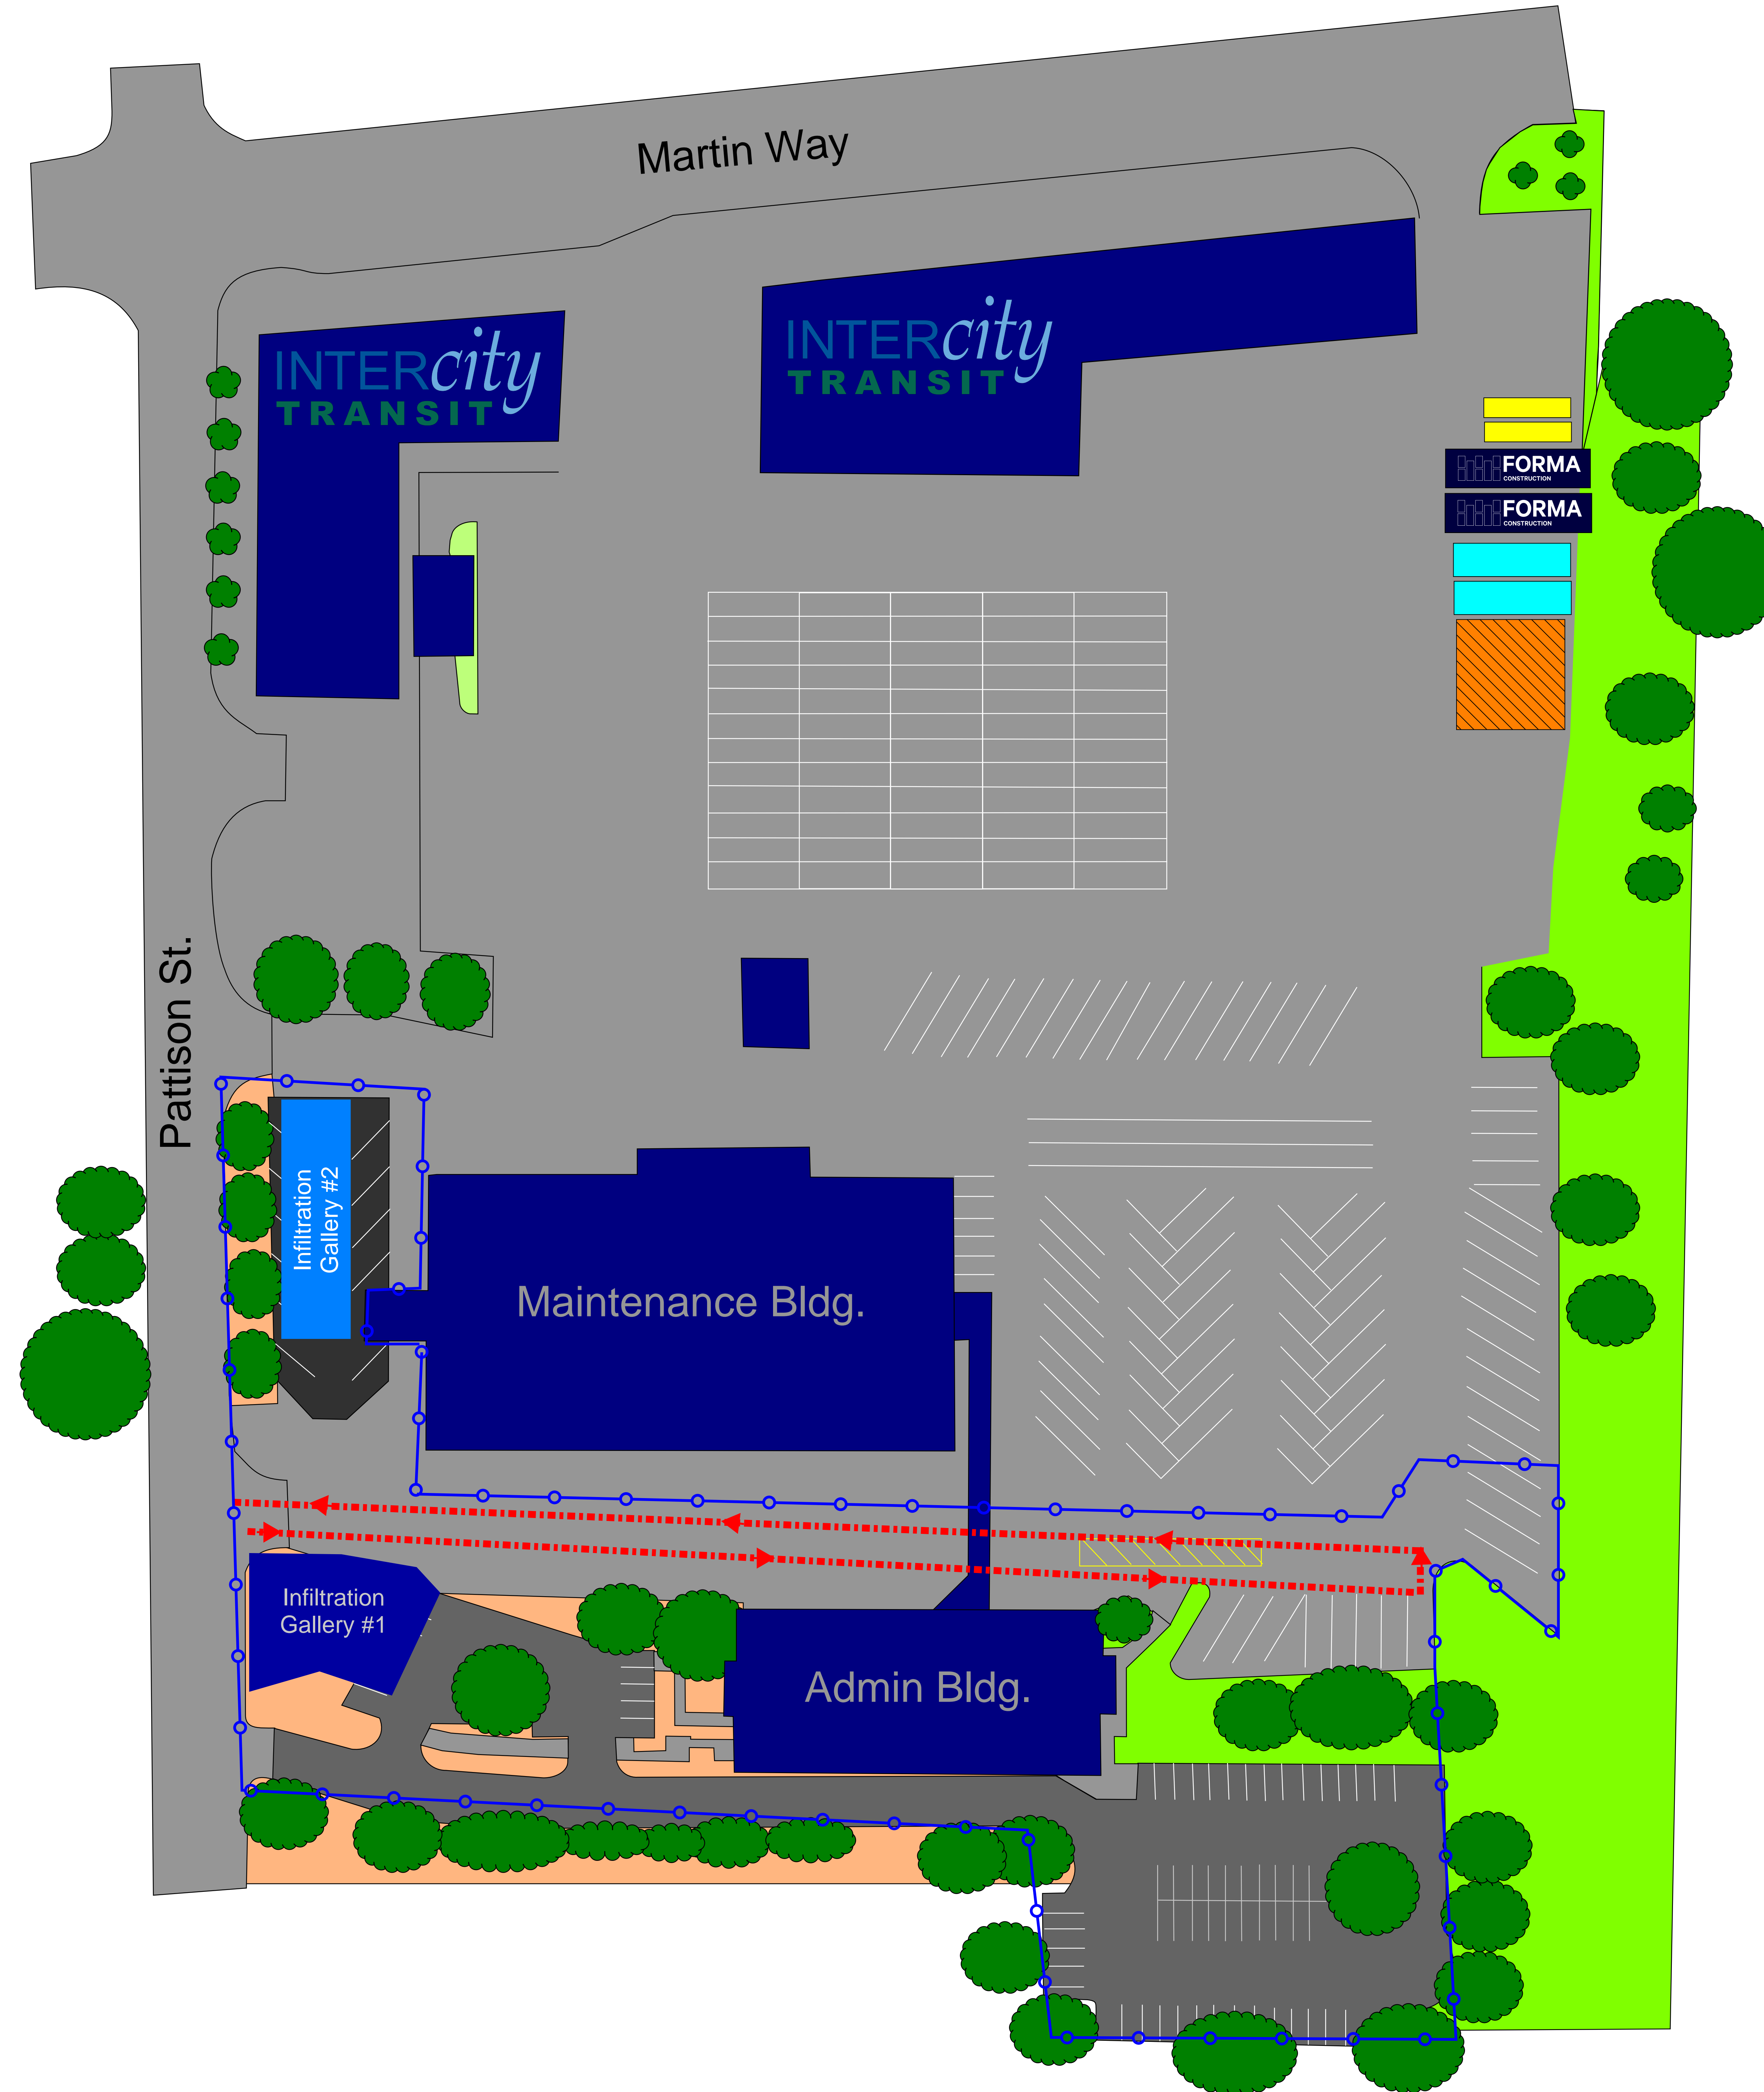 Martin Way
INTERcity
TRANSIT
INTERcity
TRANSIT
FORMA
CONSTRUCTION
FORMA
CONSTRUCTION
Pattison St.
Infiltration
Gallery #2
Maintenance Bldg.
Infiltration
Gallery #1
Admin Bldg.